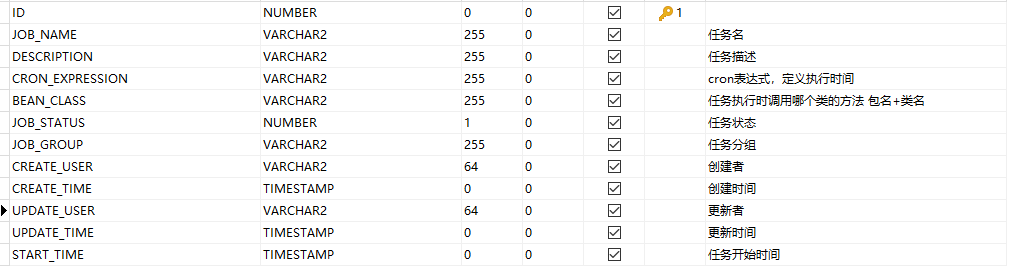 ID NUMBER 0 0 1
JOB_NAME VARCHAR2 255 0 任务名
DESCRIPTION VARCHAR2 255 0 任务描述
CRON_EXPRESSION VARCHAR2 255 0 cron表达式，定义执行时间
BEAN_CLASS VARCHAR2 255 0 任务执行时调用哪个类的方法 包名+类名
JOB_STATUS NUMBER 1 0 任务状态
JOB_GROUP VARCHAR2 255 0 任务分组
CREATE_USER VARCHAR2 64 0 创建者
CREATE_TIME TIMESTAMP 0 0 创建时间
UPDATE_USER VARCHAR2 64 0 更新者
UPDATE_TIME TIMESTAMP 0 0 更新时间
START_TIME TIMESTAMP 0 0 任务开始时间